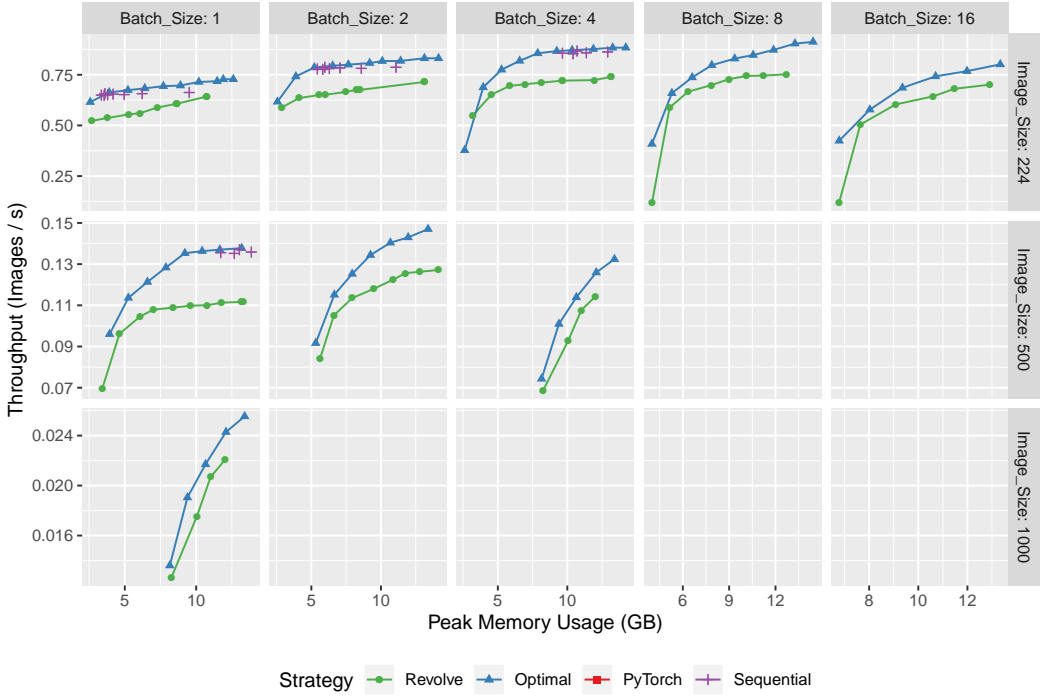 Batch_Size: 1 Batch_Size: 2 Batch_Size: 4 Batch_Size: 8 Batch_Size: 16
Throughput (Images / s)
0.75
0.50
0.25
Image_Size: 224
0.15
0.13
0.11
0.09
0.07
Image_Size: 500
0.024
0.020
0.016
Image_Size: 1000
5 10 5 10 5 10 6 9 12 8 10 12
Peak Memory Usage (GB)
Strategy Revolve Optimal PyTorch Sequential